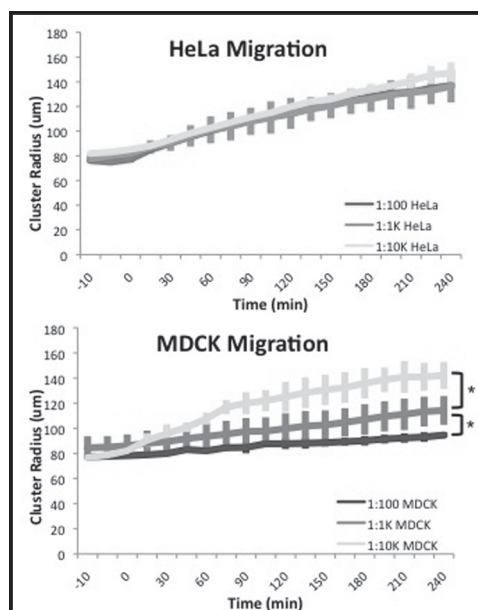 HeLa Migration
Cluster Radius (um)
180
160
140
120
100
80
60
40
20
0
1:100 HeLa
1:1K HeLa
1:10K HeLa
-10 0 30 60 90 120 150 180 210 240
Time (min)
MDCK Migration
Cluster Radius (um)
180
160
140
120
100
80
60
40
20
0
*
*
1:100 MDCK
1:1K MDCK
1:10K MDCK
-10 0 30 60 90 120 150 180 210 240
Time (min)